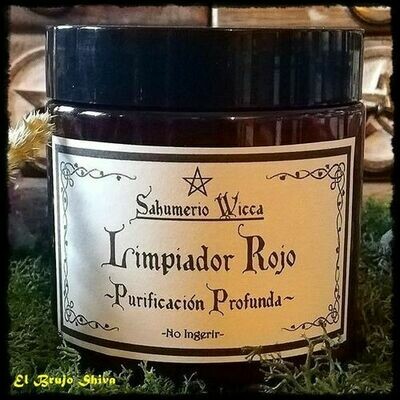 Sahumerio Wicca
Limpiador Rojo
~Purificación Profunda~
-No Ingerir-
El Brujo Shiva